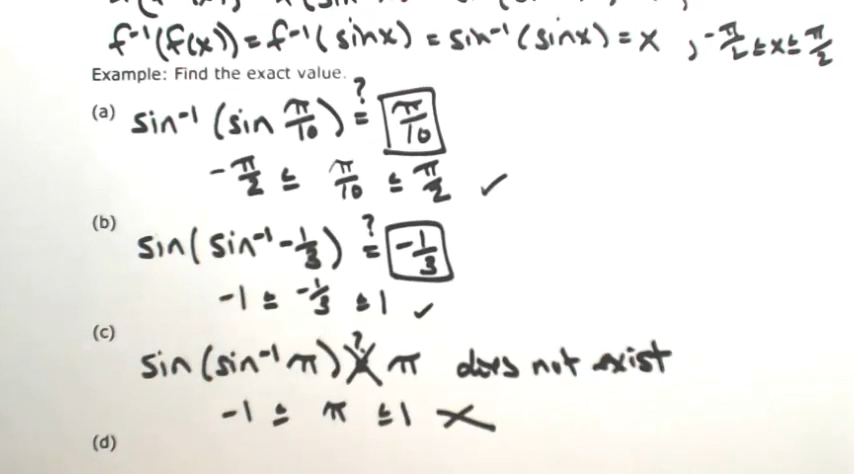 f⁻¹(f(x)) = f⁻¹(sinx) = sin⁻¹(sinx) = x , -π/2 ≤ x ≤ π/2
Example: Find the exact value.
(a) sin⁻¹(sin π/10) ≟ π/10
-π/2 ≤ π/10 ≤ π/2 ✓
(b) sin(sin⁻¹ -1/3) ≟ -1/3
-1 ≤ -1/3 ≤ 1 ✓
(c) sin(sin⁻¹ π) ≠ π does not exist
-1 ≤ π ≤ 1 ✗
(d)